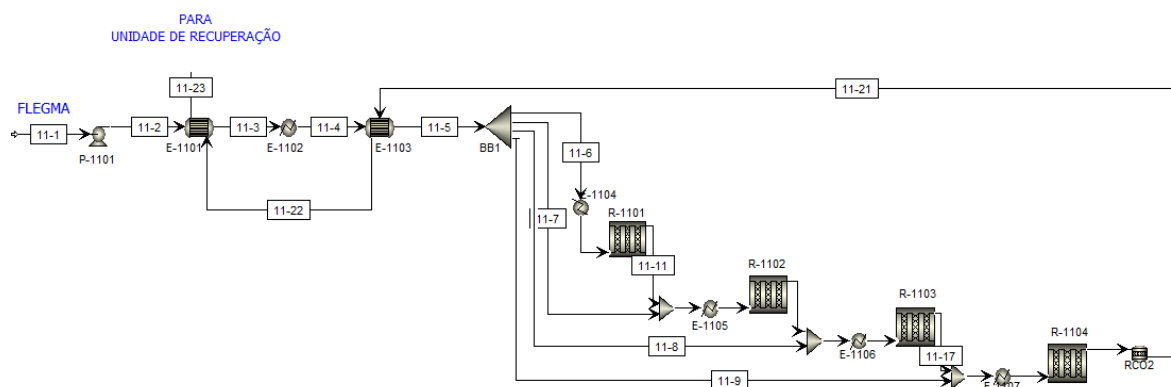 PARA
UNIDADE DE RECUPERAÇÃO
11-23
11-21
FLEGMA
11-1
11-2
11-3
11-4
11-5
P-1101
E-1101
E-1102
E-1103
BB1
11-6
11-22
11-7
-1104
R-1101
11-11
R-1102
E-1105
R-1103
11-8
E-1106
R-1104
11-17
RCO2
11-9
E-1107